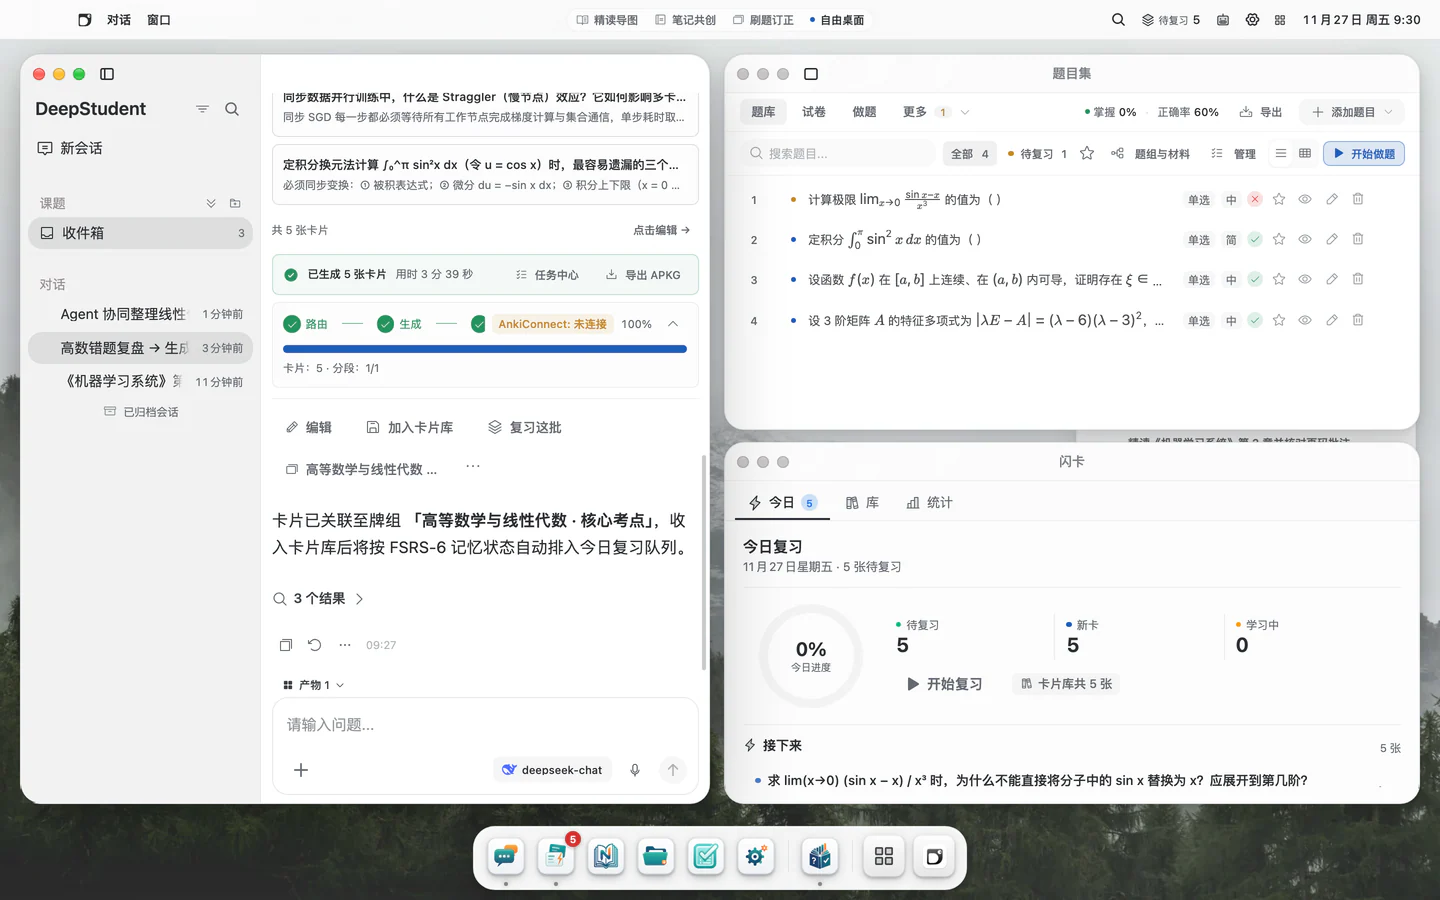 对话 窗口
精读导图 笔记共创 刷题订正 自由桌面
待复习 5
11月27日 周五 9:30
DeepStudent
新会话
课题
收件箱 3
对话
Agent 协同整理线性 1分钟前
高数错题复盘 → 生成 3分钟前
《机器学习系统》第 11分钟前
已归档会话
同步数据并行训练中，什么是 Straggler（慢节点）效应？它如何影响多卡...
同步 SGD 每一步都必须等待所有工作节点完成梯度计算与集合通信，单步耗时取...
定积分换元法计算 ∫₀^π sin²x dx（令 u = cos x）时，最容易遗漏的三个...
必须同步变换：① 被积表达式；② 微分 du = −sin x dx；③ 积分上下限（x = 0 ...
共 5 张卡片 点击编辑 →
已生成 5 张卡片 用时 3 分 39 秒 任务中心 导出 APKG
路由 生成 AnkiConnect: 未连接 100%
卡片：5 · 分段：1/1
编辑 加入卡片库 复习这批
高等数学与线性代数 ... ...
卡片已关联至牌组 「高等数学与线性代数 · 核心考点」，收
入卡片库后将按 FSRS-6 记忆状态自动排入今日复习队列。
3 个结果
09:27
产物 1
请输入问题...
deepseek-chat
题目集
题库 试卷 做题 更多 1 掌握 0% · 正确率 60% 导出 添加题目
搜索题目... 全部 4 待复习 1 题组与材料 管理 开始做题
1 计算极限 lim_{x→0} \frac{\sin x−x}{x³} 的值为（ ） 单选 中
2 定积分 ∫₀^π sin² x dx 的值为（ ） 单选 简
3 设函数 f(x) 在 [a, b] 上连续、在 (a, b) 内可导，证明存在 ξ ∈ ... 单选 中
4 设 3 阶矩阵 A 的特征多项式为 |λE − A| = (λ − 6)(λ − 3)²，... 单选 中
闪卡
今日 5 库 统计
今日复习
11月27日星期五 · 5 张待复习
0%
今日进度
待复习 新卡 学习中
5 5 0
开始复习 卡片库共 5 张
接下来 5 张
求 lim(x→0) (sin x − x) / x³ 时，为什么不能直接将分子中的 sin x 替换为 x？应展开到第几阶？
5